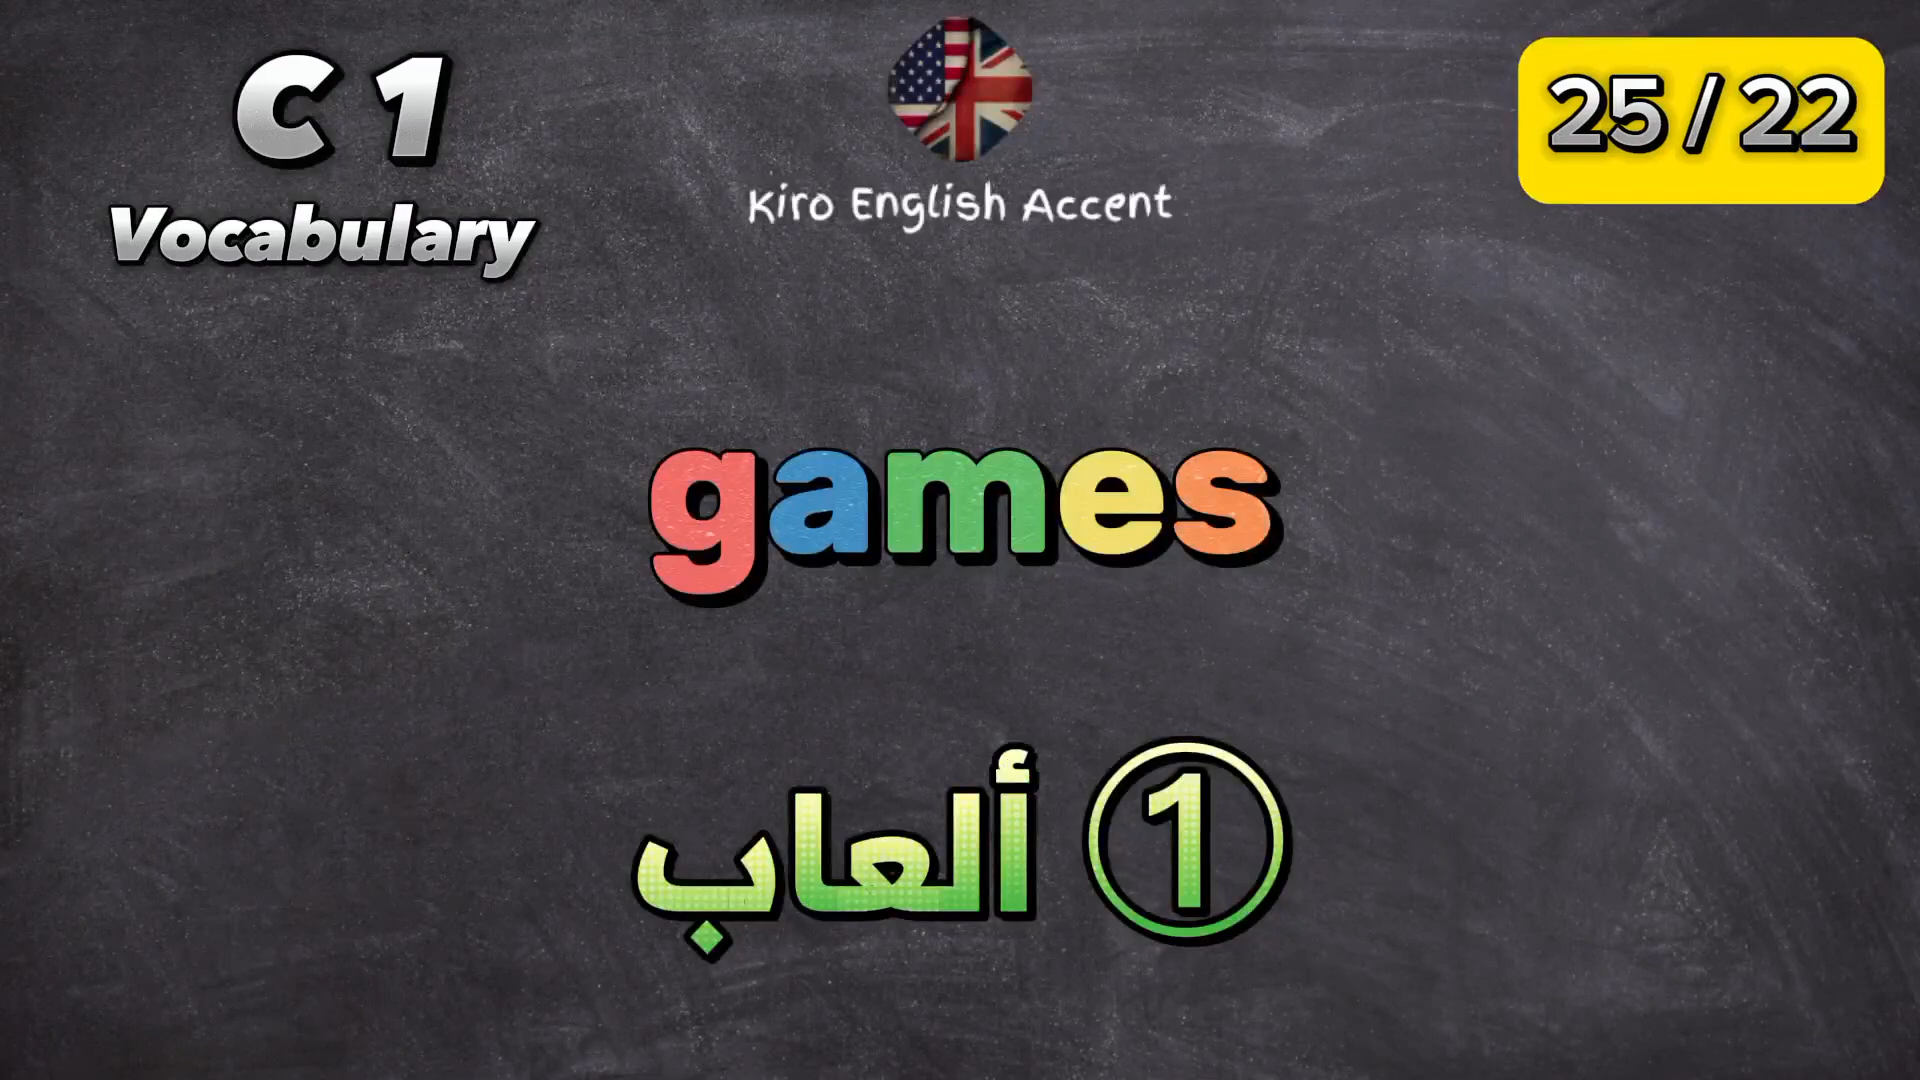 C 1
Vocabulary
Kiro English Accent
25 / 22
games
① ألعاب